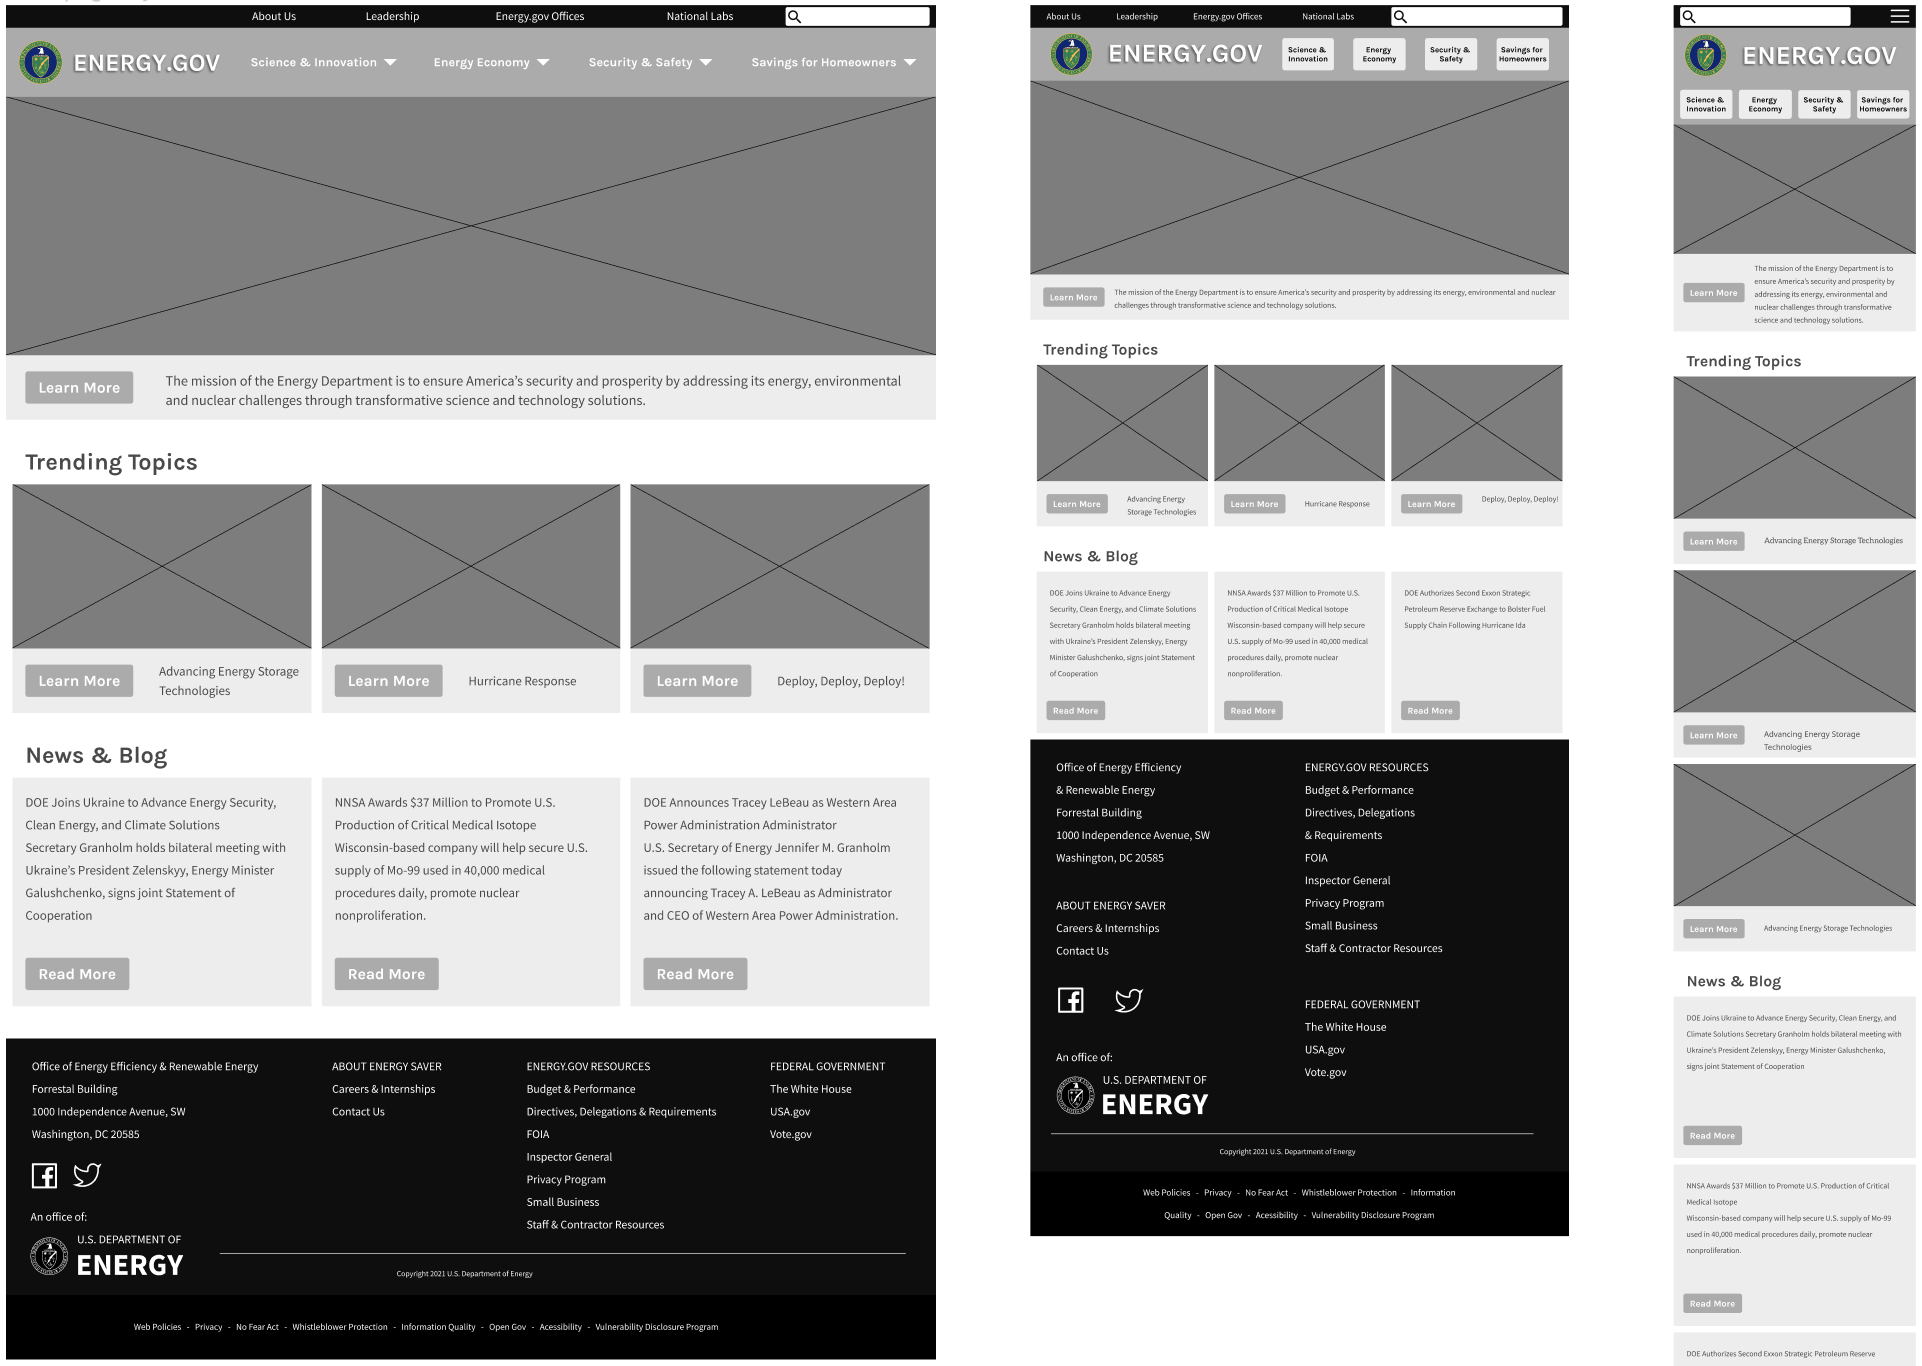 About Us Leadership Energy.gov Offices National Labs
ENERGY.GOV Science & Innovation Energy Economy Security & Safety Savings for Homeowners
Learn More
The mission of the Energy Department is to ensure America's security and prosperity by addressing its energy, environmental
and nuclear challenges through transformative science and technology solutions.
Trending Topics
Learn More
Advancing Energy Storage
Technologies
Learn More
Hurricane Response
Learn More
Deploy, Deploy, Deploy!
News & Blog
DOE Joins Ukraine to Advance Energy Security,
Clean Energy, and Climate Solutions
Secretary Granholm holds bilateral meeting with
Ukraine's President Zelenskyy, Energy Minister
Galushchenko, signs joint Statement of
Cooperation
Read More
NNSA Awards $37 Million to Promote U.S.
Production of Critical Medical Isotope
Wisconsin-based company will help secure U.S.
supply of Mo-99 used in 40,000 medical
procedures daily, promote nuclear
nonproliferation.
Read More
DOE Announces Tracey LeBeau as Western Area
Power Administration Administrator
U.S. Secretary of Energy Jennifer M. Granholm
issued the following statement today
announcing Tracey A. LeBeau as Administrator
and CEO of Western Area Power Administration.
Read More
Office of Energy Efficiency & Renewable Energy
Forrestal Building
1000 Independence Avenue, SW
Washington, DC 20585
An office of:
U.S. DEPARTMENT OF
ENERGY
ABOUT ENERGY SAVER
Careers & Internships
Contact Us
ENERGY.GOV RESOURCES
Budget & Performance
Directives, Delegations & Requirements
FOIA
Inspector General
Privacy Program
Small Business
Staff & Contractor Resources
FEDERAL GOVERNMENT
The White House
USA.gov
Vote.gov
Copyright 2021 U.S. Department of Energy
Web Policies - Privacy - No Fear Act - Whistleblower Protection - Information Quality - Open Gov - Acessibility - Vulnerability Disclosure Program
About Us Leadership Energy.gov Offices National Labs
ENERGY.GOV
Science &
Innovation
Energy
Economy
Security &
Safety
Savings for
Homeowners
Learn More
The mission of the Energy Department is to ensure America's security and prosperity by addressing its energy, environmental and nuclear
challenges through transformative science and technology solutions.
Trending Topics
Learn More
Advancing Energy
Storage Technologies
Learn More
Hurricane Response
Learn More
Deploy, Deploy, Deploy!
News & Blog
DOE Joins Ukraine to Advance Energy
Security, Clean Energy, and Climate Solutions
Secretary Granholm holds bilateral meeting
with Ukraine's President Zelenskyy, Energy
Minister Galushchenko, signs joint Statement
of Cooperation
Read More
NNSA Awards $37 Million to Promote U.S.
Production of Critical Medical Isotope
Wisconsin-based company will help secure
U.S. supply of Mo-99 used in 40,000 medical
procedures daily, promote nuclear
nonproliferation.
Read More
DOE Authorizes Second Exxon Strategic
Petroleum Reserve Exchange to Bolster Fuel
Supply Chain Following Hurricane Ida
Read More
Office of Energy Efficiency
& Renewable Energy
Forrestal Building
1000 Independence Avenue, SW
Washington, DC 20585
ABOUT ENERGY SAVER
Careers & Internships
Contact Us
An office of:
U.S. DEPARTMENT OF
ENERGY
ENERGY.GOV RESOURCES
Budget & Performance
Directives, Delegations
& Requirements
FOIA
Inspector General
Privacy Program
Small Business
Staff & Contractor Resources
FEDERAL GOVERNMENT
The White House
USA.gov
Vote.gov
Copyright 2021 U.S. Department of Energy
Web Policies - Privacy - No Fear Act - Whistleblower Protection - Information
Quality - Open Gov - Acessibility - Vulnerability Disclosure Program
ENERGY.GOV
Science &
Innovation
Energy
Economy
Security &
Safety
Savings for
Homeowners
Learn More
The mission of the Energy Department is to
ensure America's security and prosperity by
addressing its energy, environmental and
nuclear challenges through transformative
science and technology solutions.
Trending Topics
Learn More
Advancing Energy Storage Technologies
Learn More
Advancing Energy Storage
Technologies
Learn More
Advancing Energy Storage Technologies
News & Blog
DOE Joins Ukraine to Advance Energy Security, Clean Energy, and
Climate Solutions Secretary Granholm holds bilateral meeting with
Ukraine's President Zelenskyy, Energy Minister Galushchenko,
signs joint Statement of Cooperation
Read More
NNSA Awards $37 Million to Promote U.S. Production of Critical
Medical Isotope
Wisconsin-based company will help secure U.S. supply of Mo-99
used in 40,000 medical procedures daily, promote nuclear
nonproliferation.
Read More
DOE Authorizes Second Exxon Strategic Petroleum Reserve